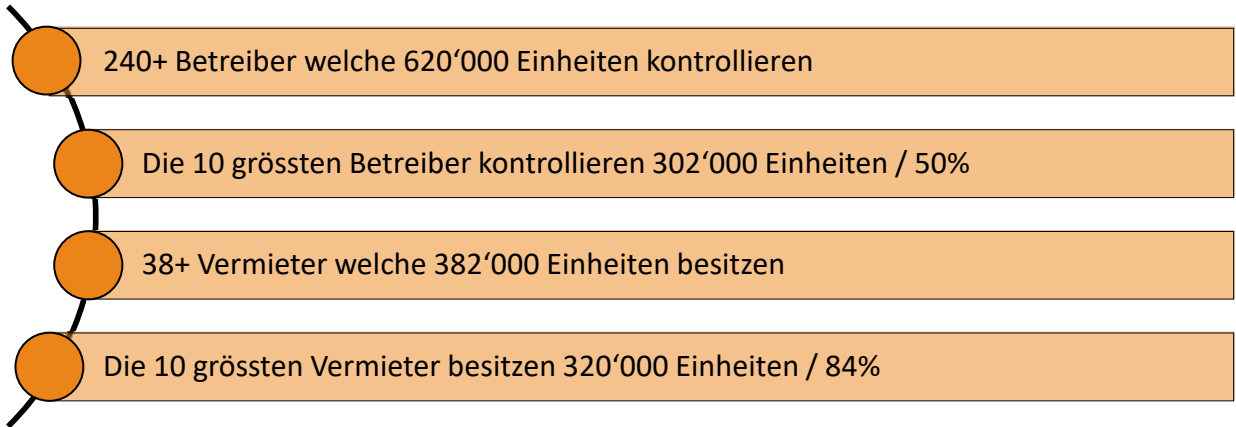 240+ Betreiber welche 620‘000 Einheiten kontrollieren
Die 10 grössten Betreiber kontrollieren 302‘000 Einheiten / 50%
38+ Vermieter welche 382‘000 Einheiten besitzen
Die 10 grössten Vermieter besitzen 320‘000 Einheiten / 84%